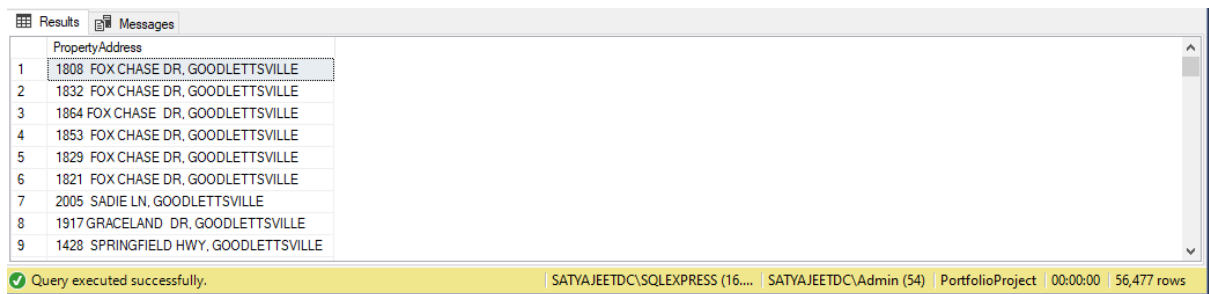 Results Messages
PropertyAddress
1 1808  FOX CHASE DR, GOODLETTSVILLE
2 1832  FOX CHASE DR, GOODLETTSVILLE
3 1864 FOX CHASE  DR, GOODLETTSVILLE
4 1853  FOX CHASE DR, GOODLETTSVILLE
5 1829  FOX CHASE DR, GOODLETTSVILLE
6 1821  FOX CHASE DR, GOODLETTSVILLE
7 2005  SADIE LN, GOODLETTSVILLE
8 1917 GRACELAND  DR, GOODLETTSVILLE
9 1428  SPRINGFIELD HWY, GOODLETTSVILLE
Query executed successfully. SATYAJEETDC\SQLEXPRESS (16.... SATYAJEETDC\Admin (54) PortfolioProject 00:00:00 56,477 rows